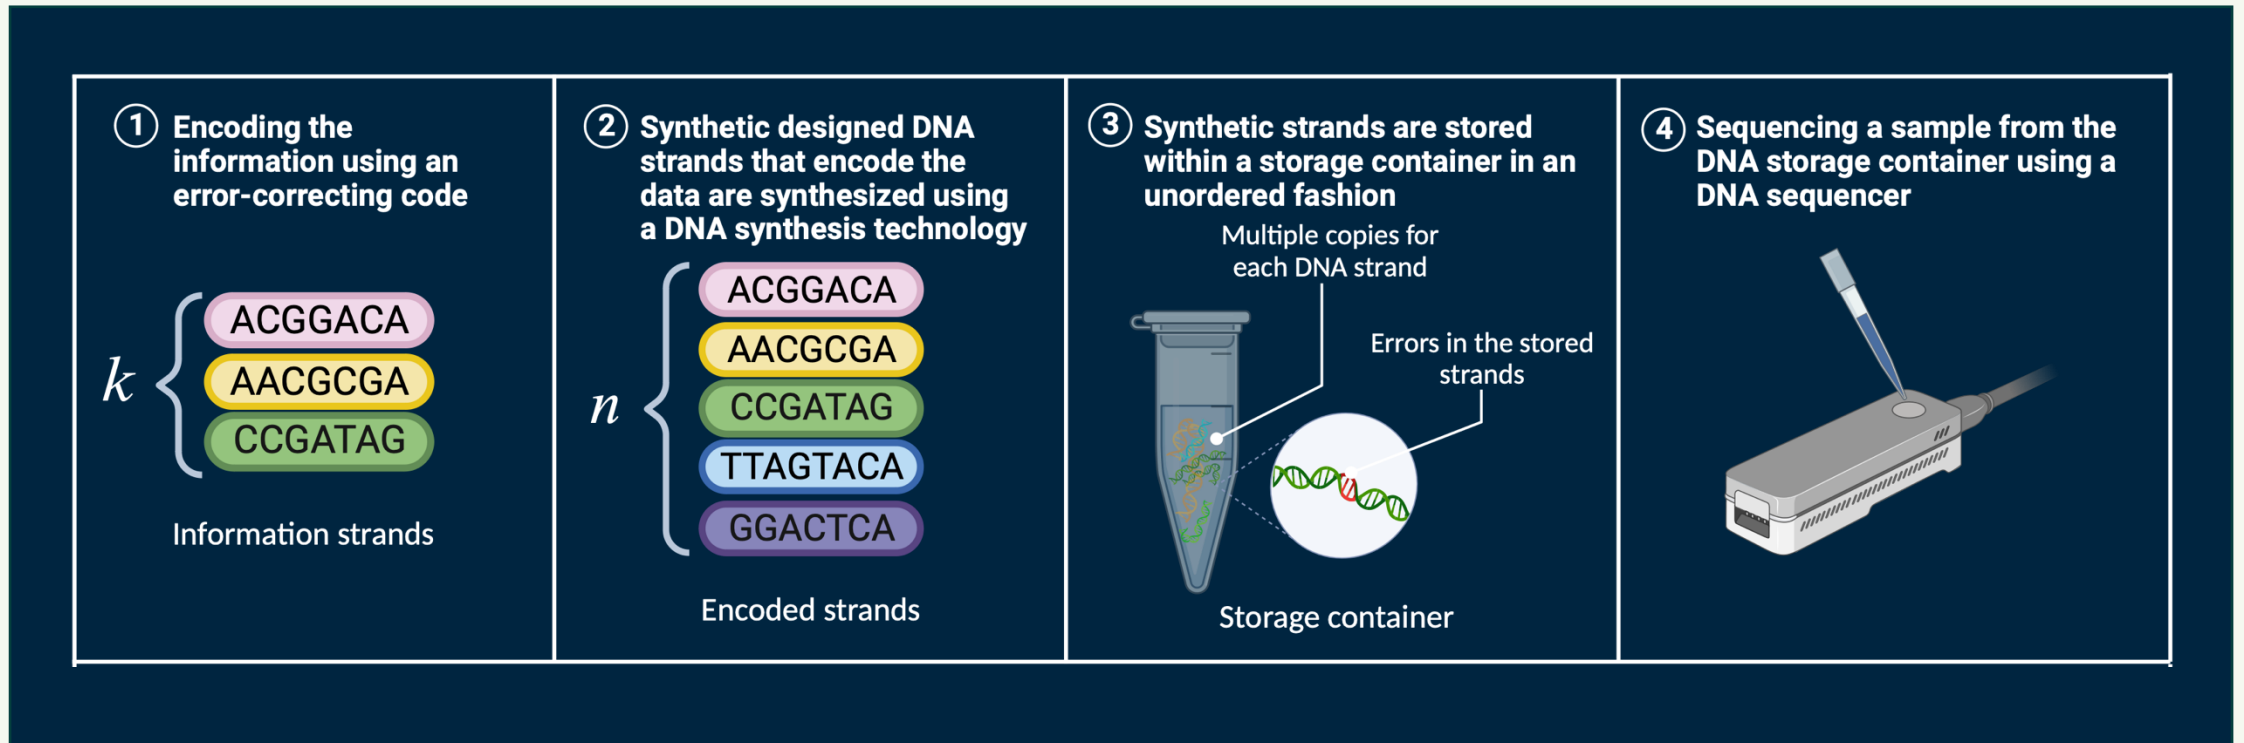 1 Encoding the
information using an
error-correcting code
k
ACGGACA
AACGCGA
CCGATAG
Information strands
2 Synthetic designed DNA
strands that encode the
data are synthesized using
a DNA synthesis technology
n
ACGGACA
AACGCGA
CCGATAG
TTAGTACA
GGACTCA
Encoded strands
3 Synthetic strands are stored
within a storage container in an
unordered fashion
Multiple copies for
each DNA strand
Errors in the stored
strands
Storage container
4 Sequencing a sample from the
DNA storage container using a
DNA sequencer